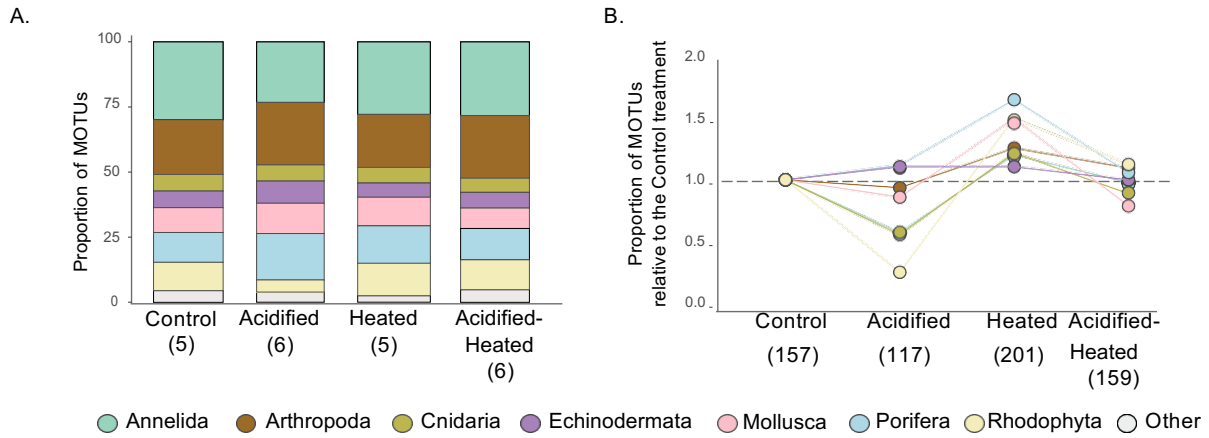 A.
B.
Proportion of MOTUs
100
75
50
25
0
Control
(5)
Acidified
(6)
Heated
(5)
Acidified-
Heated
(6)
Proportion of MOTUs
relative to the Control treatment
2.0
1.5
1.0
0.5
0.0
Control
(157)
Acidified
(117)
Heated
(201)
Acidified-
Heated
(159)
Annelida
Arthropoda
Cnidaria
Echinodermata
Mollusca
Porifera
Rhodophyta
Other